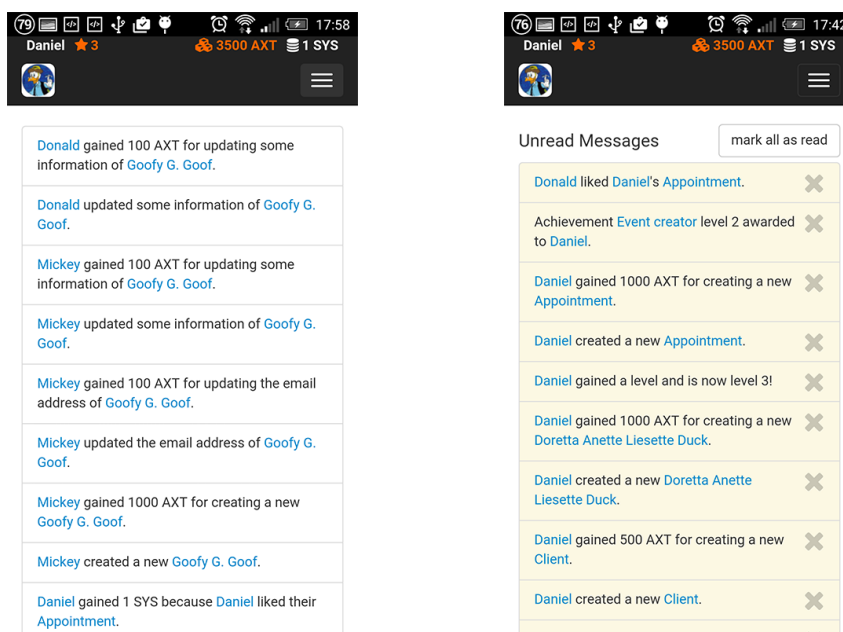 79
17:58
Daniel 3 3500 AXT 1 SYS
Donald gained 100 AXT for updating some
information of Goofy G. Goof.
Donald updated some information of Goofy G.
Goof.
Mickey gained 100 AXT for updating some
information of Goofy G. Goof.
Mickey updated some information of Goofy G.
Goof.
Mickey gained 100 AXT for updating the email
address of Goofy G. Goof.
Mickey updated the email address of Goofy G.
Goof.
Mickey gained 1000 AXT for creating a new
Goofy G. Goof.
Mickey created a new Goofy G. Goof.
Daniel gained 1 SYS because Daniel liked their
Appointment.
76
17:42
Daniel 3 3500 AXT 1 SYS
Unread Messages
mark all as read
Donald liked Daniel's Appointment.
Achievement Event creator level 2 awarded
to Daniel.
Daniel gained 1000 AXT for creating a new
Appointment.
Daniel created a new Appointment.
Daniel gained a level and is now level 3!
Daniel gained 1000 AXT for creating a new
Doretta Anette Liesette Duck.
Daniel created a new Doretta Anette
Liesette Duck.
Daniel gained 500 AXT for creating a new
Client.
Daniel created a new Client.